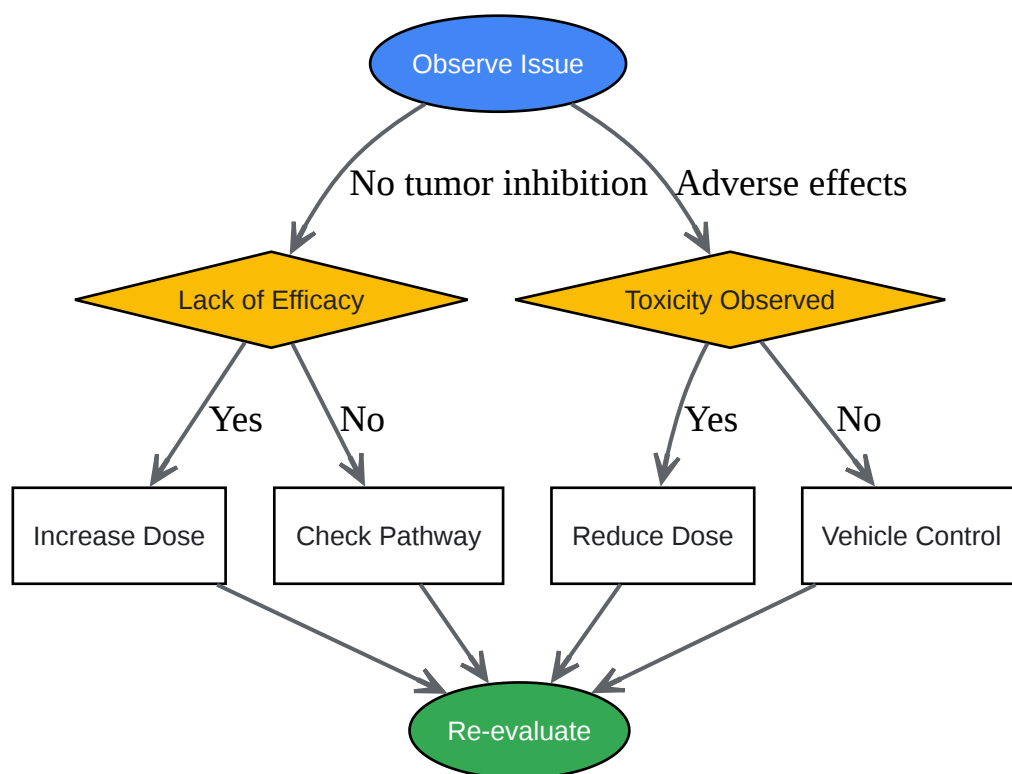 Observe Issue
No tumor inhibition
Adverse effects
Lack of Efficacy
Toxicity Observed
Yes
No
Yes
No
Increase Dose
Check Pathway
Reduce Dose
Vehicle Control
Re-evaluate